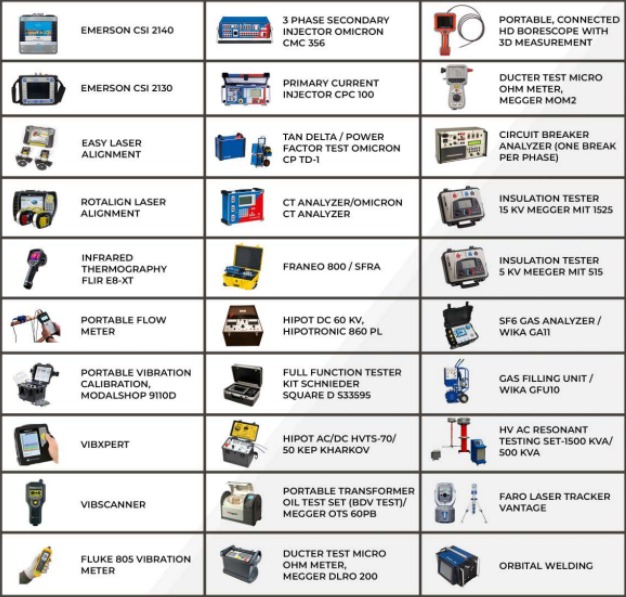 EMERSON CSI 2140
3 PHASE SECONDARY
INJECTOR OMICRON
CMC 356
PORTABLE, CONNECTED
HD BORESCOPE WITH
3D MEASUREMENT
EMERSON CSI 2130
PRIMARY CURRENT
INJECTOR CPC 100
DUCTER TEST MICRO
OHM METER,
MEGGER MOM2
EASY LASER
ALIGNMENT
TAN DELTA / POWER
FACTOR TEST OMICRON
CP TD-1
CIRCUIT BREAKER
ANALYZER (ONE BREAK
PER PHASE)
ROTALIGN LASER
ALIGNMENT
CT ANALYZER/OMICRON
CT ANALYZER
INSULATION TESTER
15 KV MEGGER MIT 1525
INFRARED
THERMOGRAPHY
FLIR E8-XT
FRANEO 800 / SFRA
INSULATION TESTER
5 KV MEEGER MIT 515
PORTABLE FLOW
METER
HIPOT DC 60 KV,
HIPOTRONIC 860 PL
SF6 GAS ANALYZER /
WIKA GA11
PORTABLE VIBRATION
CALIBRATION,
MODALSHOP 9110D
FULL FUNCTION TESTER
KIT SCHNIEDER
SQUARE D S33595
GAS FILLING UNIT /
WIKA GFU10
VIBXPERT
HIPOT AC/DC HVTS-70/
50 KEP KHARKOV
HV AC RESONANT
TESTING SET-1500 KVA/
500 KVA
VIBSCANNER
PORTABLE TRANSFORMER
OIL TEST SET (BDV TEST)/
MEGGER OTS 60PB
FARO LASER TRACKER
VANTAGE
FLUKE 805 VIBRATION
METER
DUCTER TEST MICRO
OHM METER,
MEGGER DLRO 200
ORBITAL WELDING